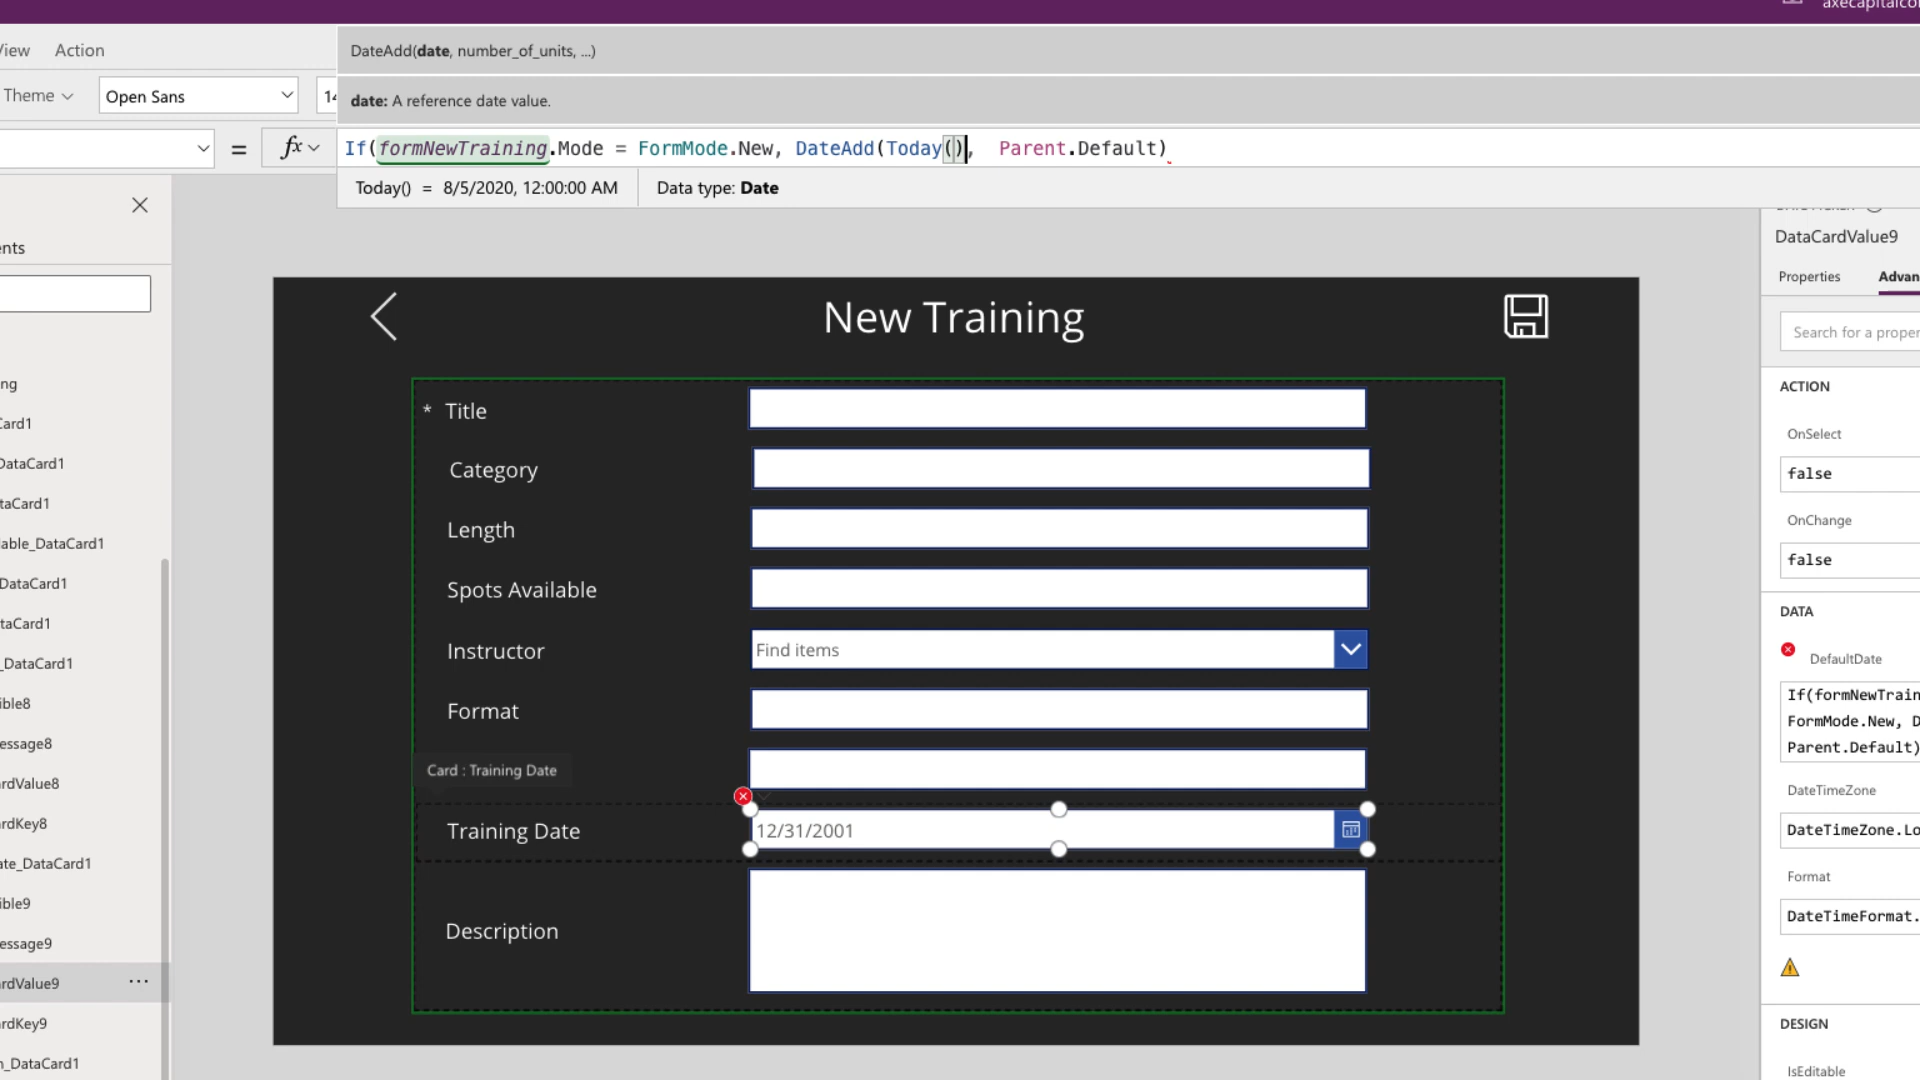 axecapitalco
View
Action
DateAdd(date, number_of_units, ...)
Theme
Open Sans
14
date: A reference date value.
=
fx
If(formNewTraining.Mode = FormMode.New, DateAdd(Today(),  Parent.Default)
Today() = 8/5/2020, 12:00:00 AM
Data type: Date
DataCardValue9
ents
Properties
Advan
Search for a proper
New Training
ng
ACTION
Card1
* Title
OnSelect
DataCard1
Category
false
taCard1
Length
OnChange
lable_DataCard1
false
DataCard1
Spots Available
DATA
taCard1
Instructor
Find items
DefaultDate
_DataCard1
If(formNewTrain
FormMode.New, D
Parent.Default)
ible8
Format
essage8
Card : Training Date
rdValue8
DateTimeZone
rdKey8
Training Date
12/31/2001
DateTimeZone.Lo
ate_DataCard1
Format
ible9
DateTimeFormat.
essage9
Description
rdValue9
...
rdKey9
DESIGN
n_DataCard1
IsEditable